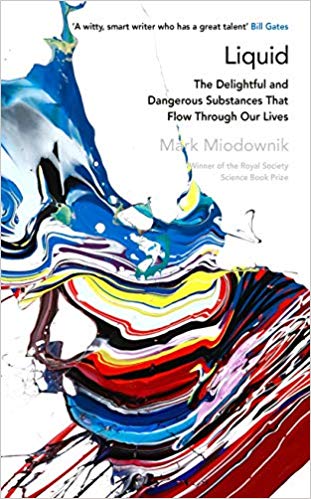 ‘A witty, smart writer who has a great talent’ Bill Gates
Liquid
The Delightful and
Dangerous Substances That
Flow Through Our Lives
Mark Miodownik
Winner of the Royal Society
Science Book Prize